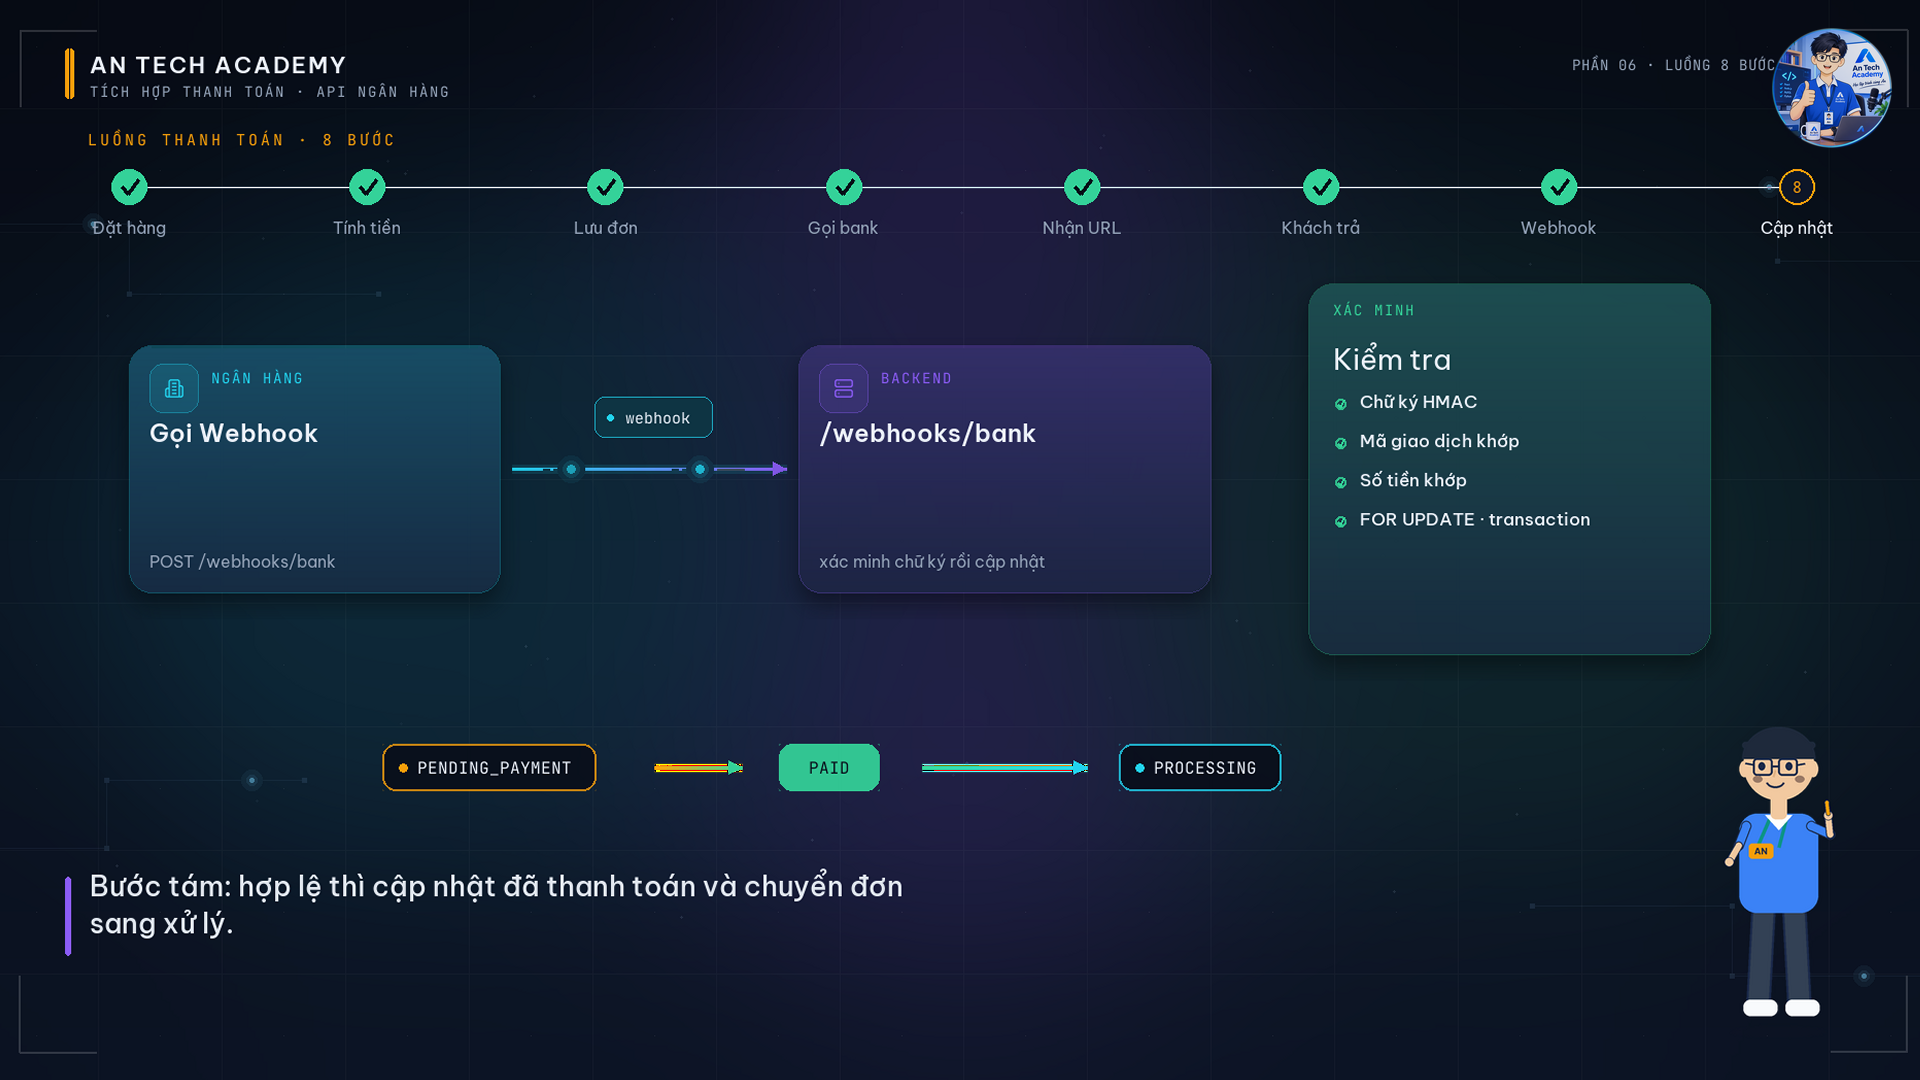 AN TECH ACADEMY
TÍCH HỢP THANH TOÁN · API NGÂN HÀNG
PHẦN 06 · LUỒNG 8 BƯỚC
An Tech
Academy
LUỒNG THANH TOÁN · 8 BƯỚC
8
Đặt hàng
Tính tiền
Lưu đơn
Gọi bank
Nhận URL
Khách trả
Webhook
Cập nhật
NGÂN HÀNG
Gọi Webhook
POST /webhooks/bank
webhook
BACKEND
/webhooks/bank
xác minh chữ ký rồi cập nhật
XÁC MINH
Kiểm tra
Chữ ký HMAC
Mã giao dịch khớp
Số tiền khớp
FOR UPDATE · transaction
PENDING_PAYMENT
PAID
PROCESSING
AN
Bước tám: hợp lệ thì cập nhật đã thanh toán và chuyển đơn
sang xử lý.